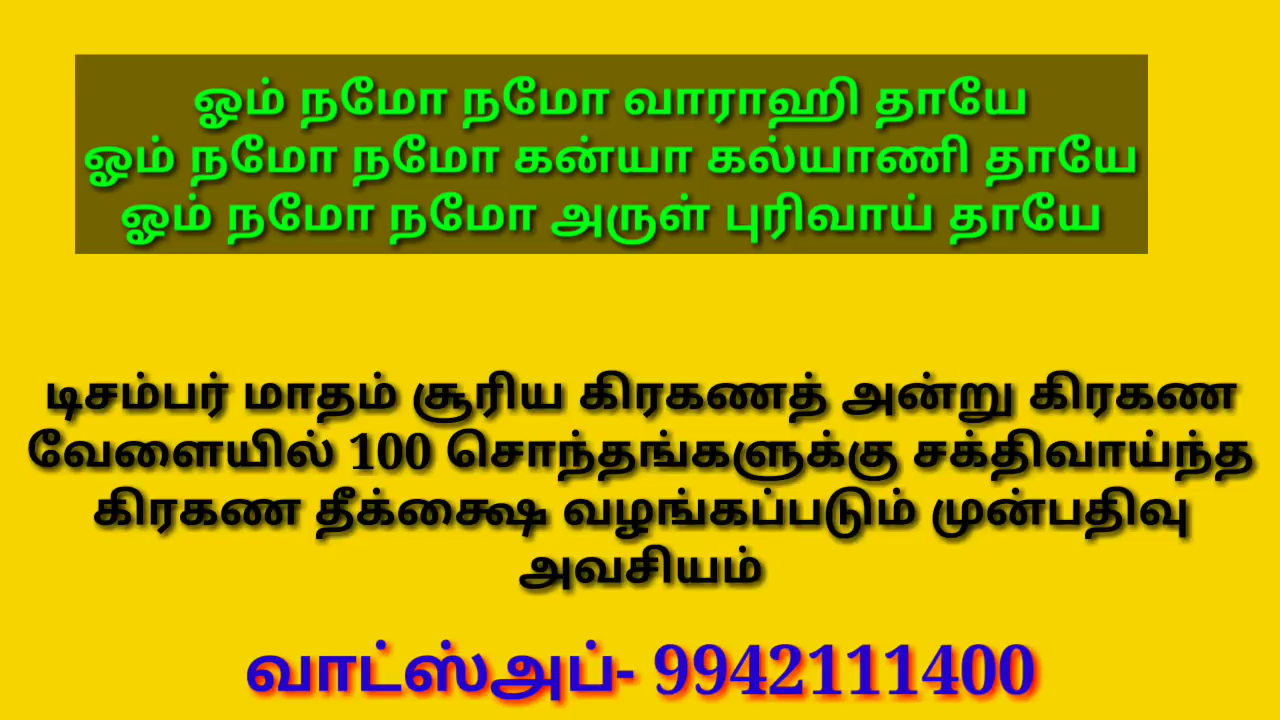 ஓம் நமோ நமோ வாராஹி தாயே
ஓம் நமோ நமோ கன்யா கல்யாணி தாயே
ஓம் நமோ நமோ அருள் புரிவாய் தாயே
டிசம்பர் மாதம் சூரிய கிரகணத் அன்று கிரகண
வேளையில் 100 சொந்தங்களுக்கு சக்திவாய்ந்த
கிரகண தீக்க்ஷை வழங்கப்படும் முன்பதிவு
அவசியம்
வாட்ஸ்அப்- 9942111400